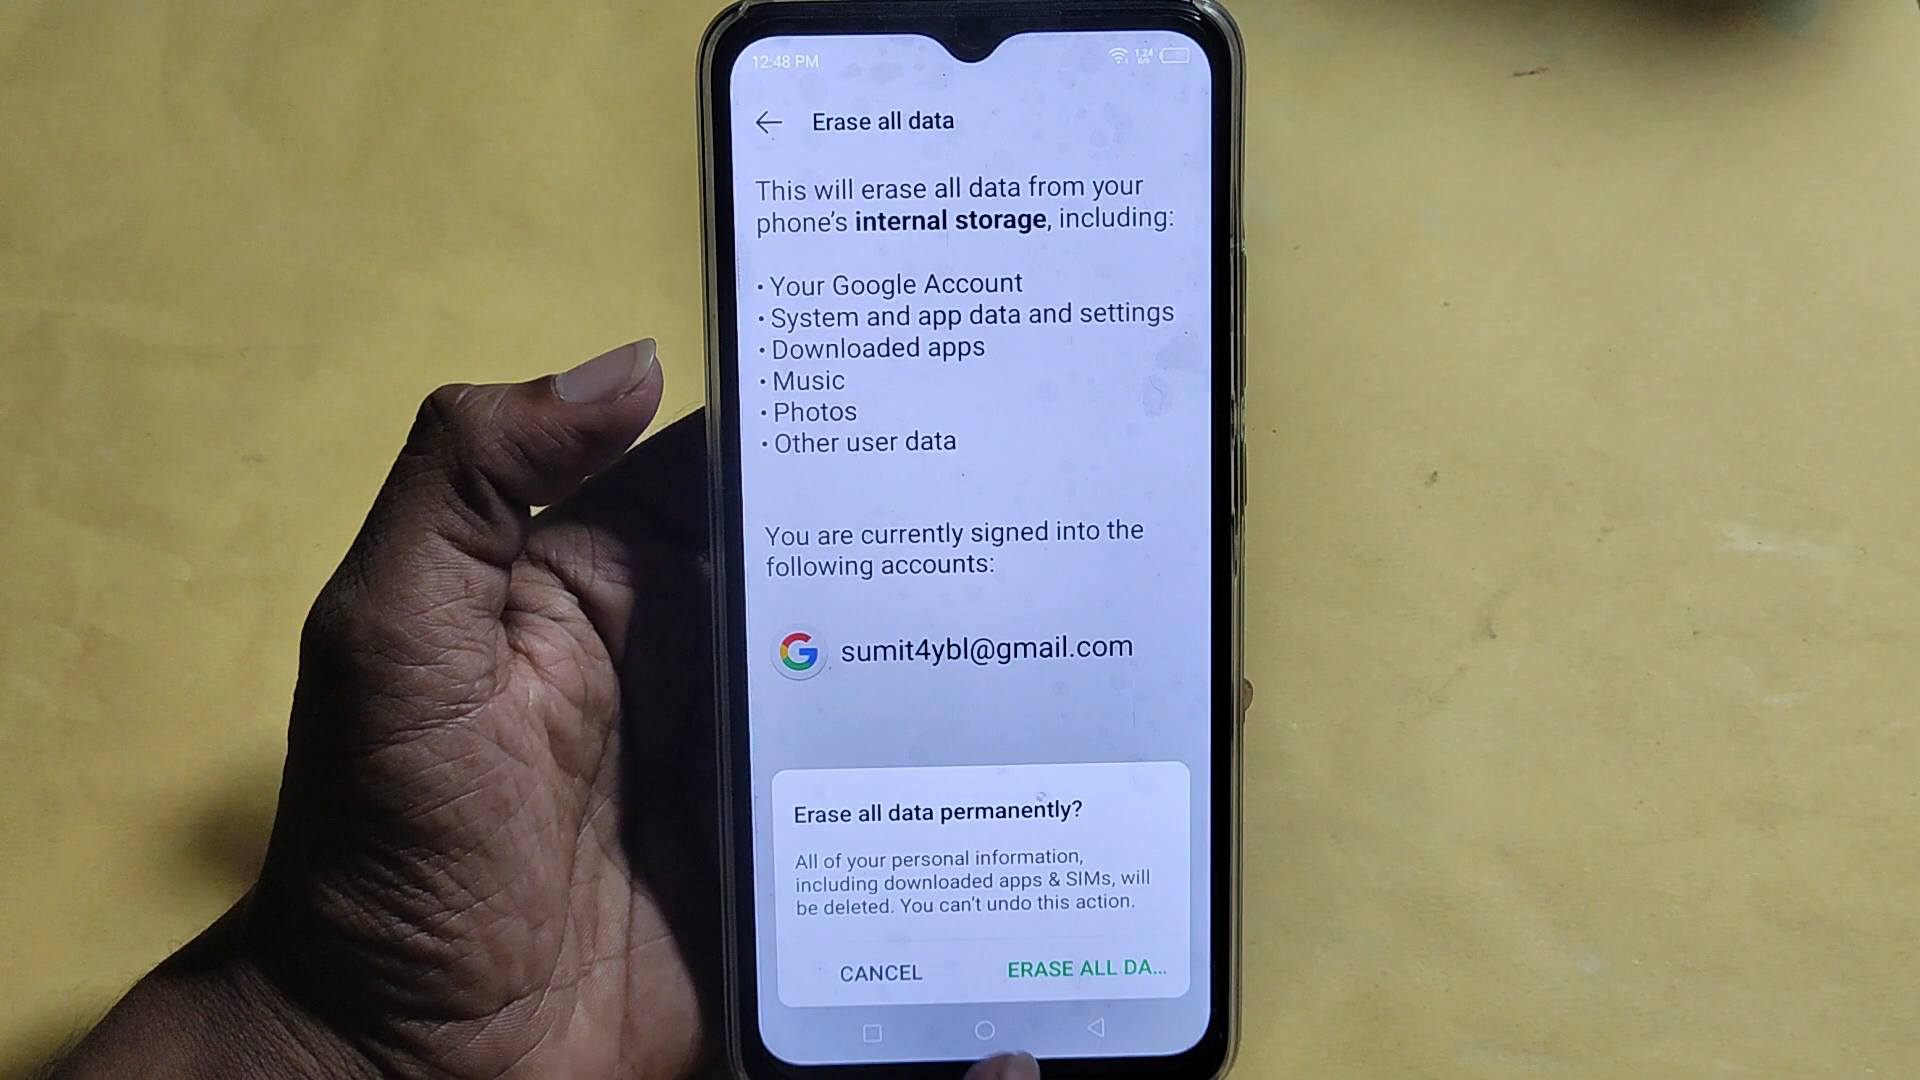 12:48 PM
1.24
K/S
Erase all data
This will erase all data from your
phone's internal storage, including:
• Your Google Account
• System and app data and settings
• Downloaded apps
• Music
• Photos
• Other user data
You are currently signed into the
following accounts:
sumit4ybl@gmail.com
Erase all data permanently?
All of your personal information,
including downloaded apps & SIMs, will
be deleted. You can't undo this action.
CANCEL
ERASE ALL DA...